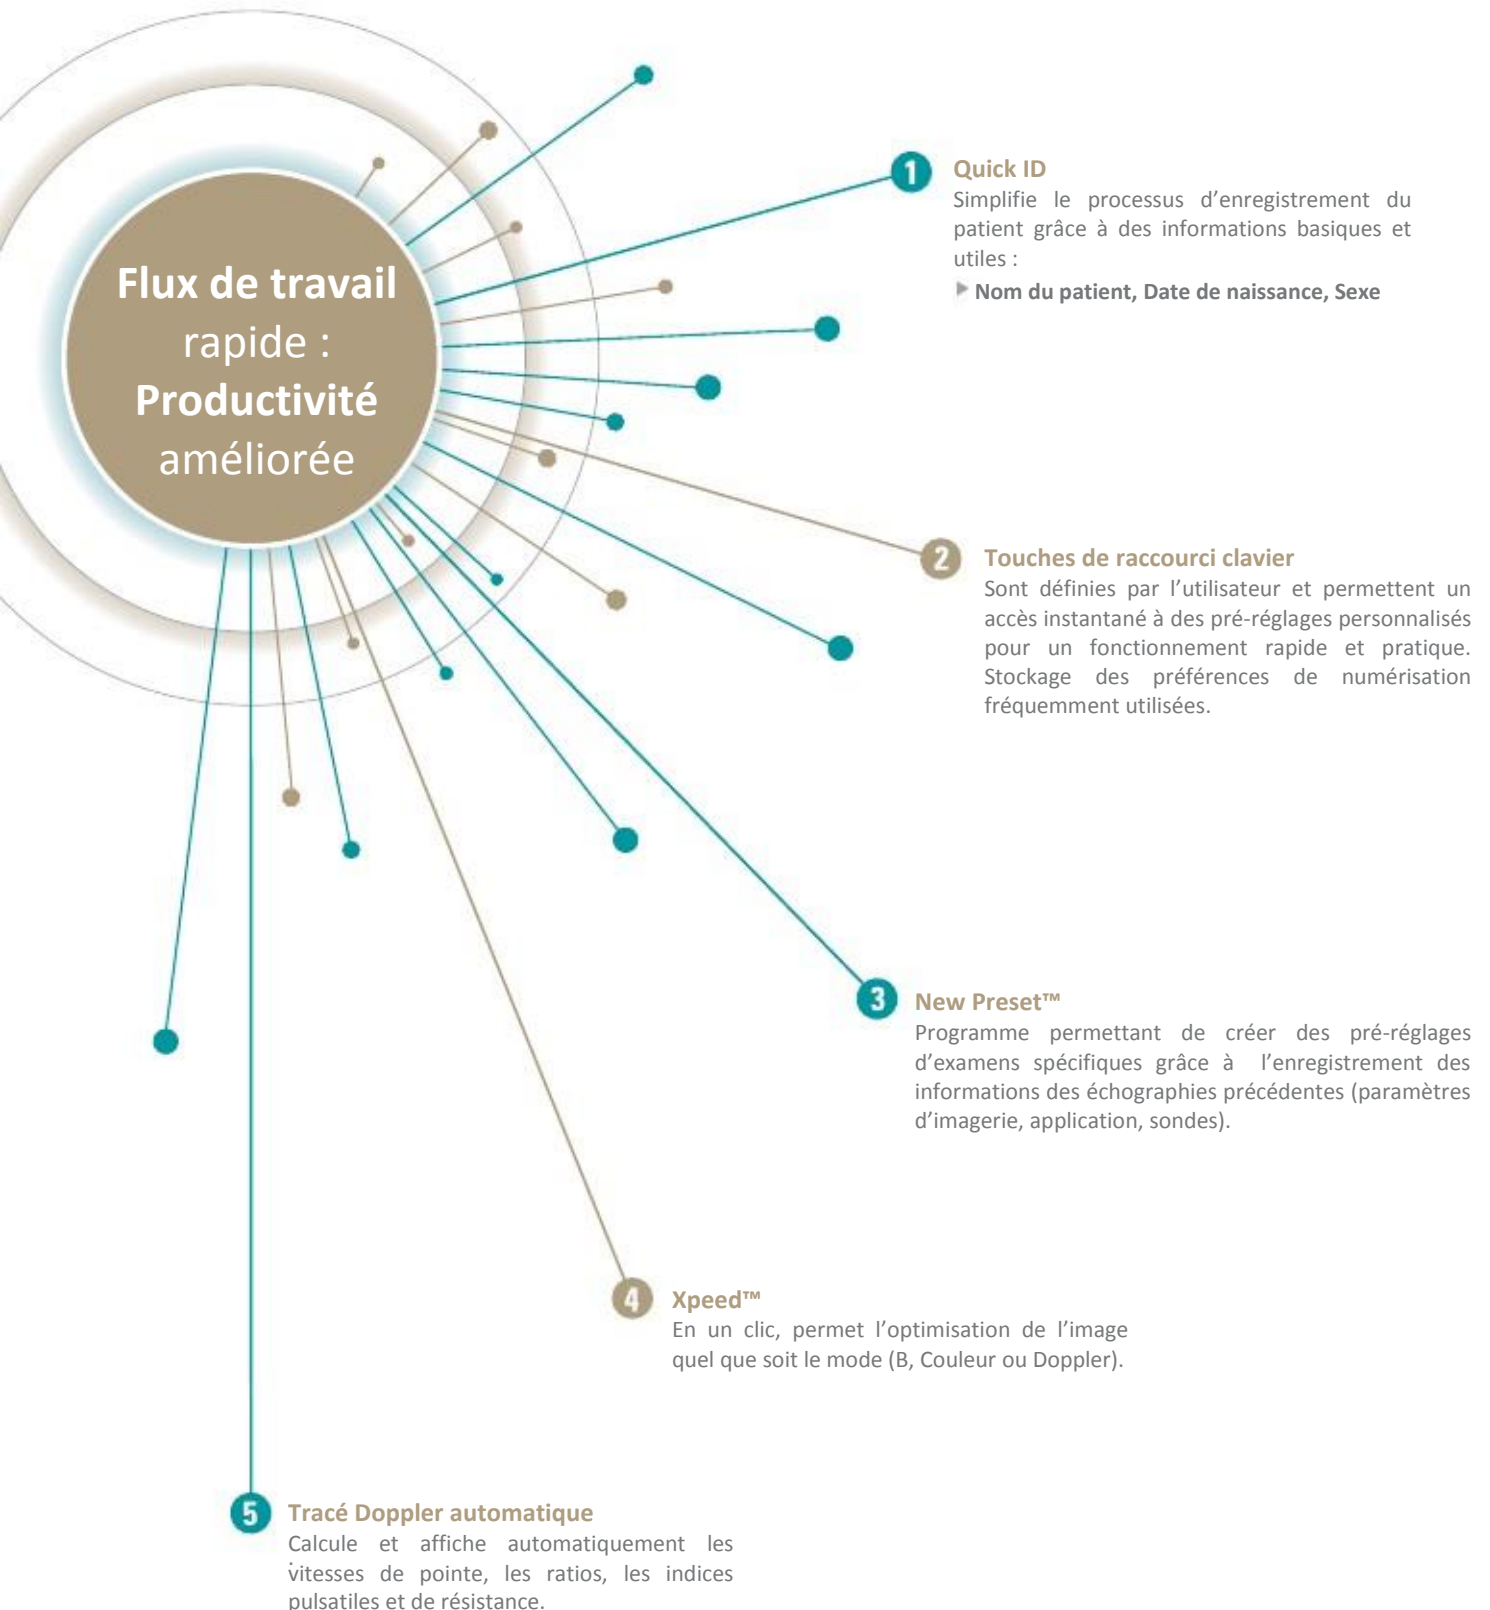 Flux de travail
rapide :
Productivité
améliorée
1
Quick ID
Simplifie le processus d’enregistrement du
patient grâce à des informations basiques et
utiles :
Nom du patient, Date de naissance, Sexe
2
Touches de raccourci clavier
Sont définies par l’utilisateur et permettent un
accès instantané à des pré-réglages personnalisés
pour un fonctionnement rapide et pratique.
Stockage des préférences de numérisation
fréquemment utilisées.
3
New Preset™
Programme permettant de créer des pré-réglages
d’examens spécifiques grâce à l’enregistrement des
informations des échographies précédentes (paramètres
d’imagerie, application, sondes).
4
Xpeed™
En un clic, permet l’optimisation de l’image
quel que soit le mode (B, Couleur ou Doppler).
5
Tracé Doppler automatique
Calcule et affiche automatiquement les
vitesses de pointe, les ratios, les indices
pulsatiles et de résistance.